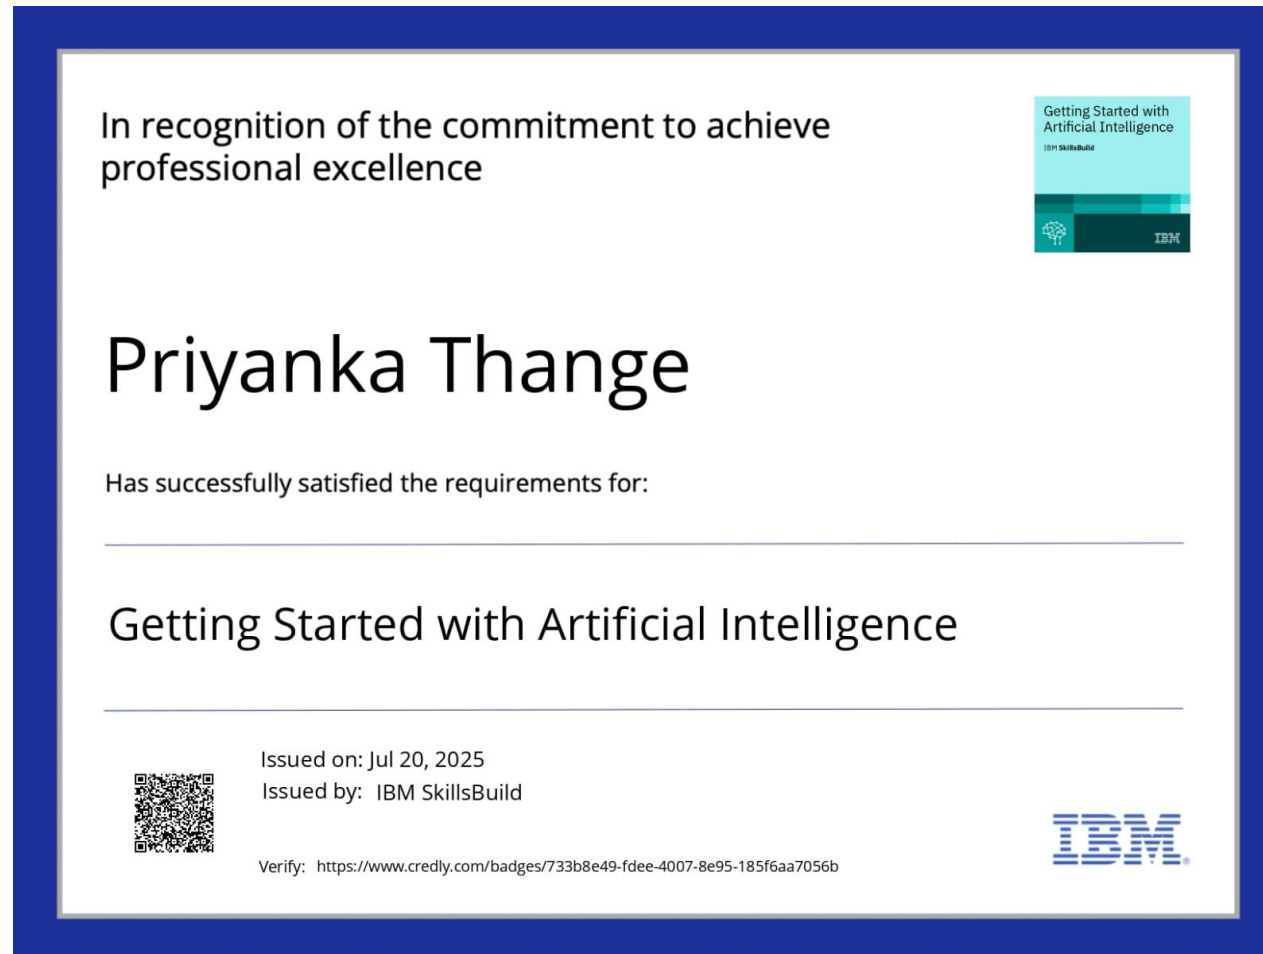 In recognition of the commitment to achieve
professional excellence
Getting Started with
Artificial Intelligence
IBM SkillsBuild
IBM
Priyanka Thange
Has successfully satisfied the requirements for:
Getting Started with Artificial Intelligence
Issued on: Jul 20, 2025
Issued by: IBM SkillsBuild
Verify: https://www.credly.com/badges/733b8e49-fdee-4007-8e95-185f6aa7056b
IBM®